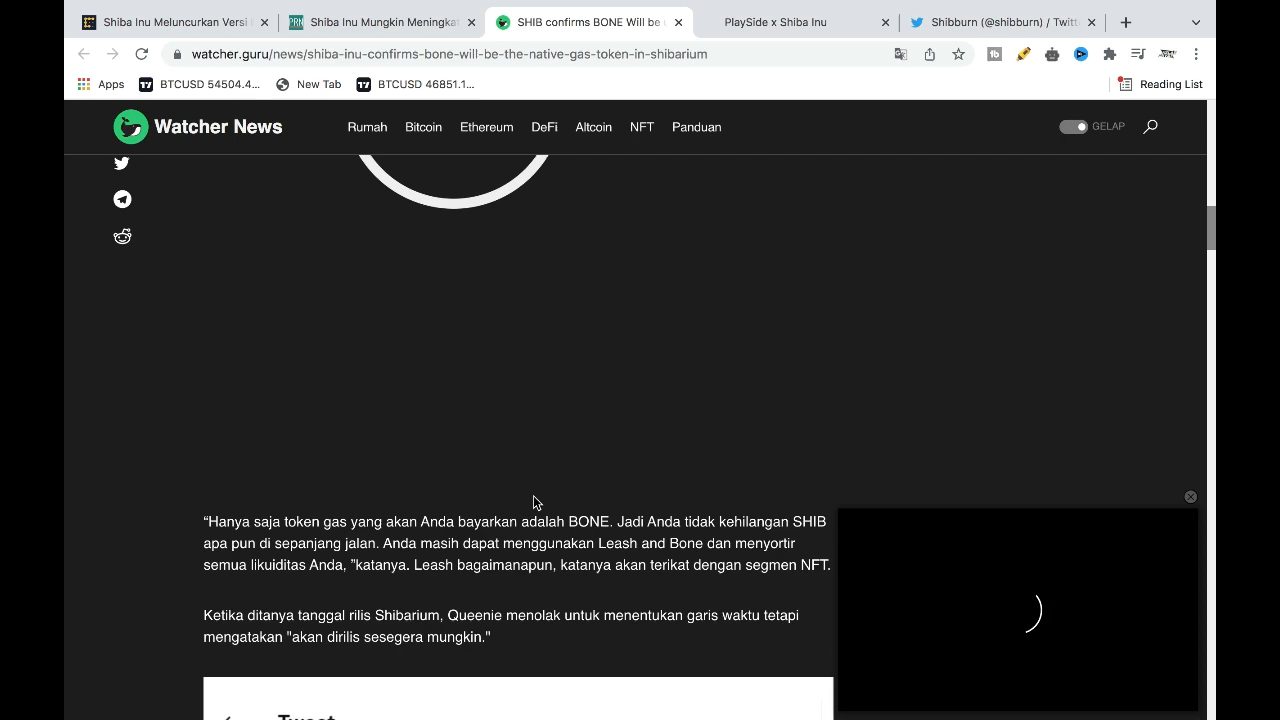 Shiba Inu Meluncurkan Versi
Shiba Inu Mungkin Meningkat
SHIB confirms BONE Will be
PlaySide x Shiba Inu
Shibburn (@shibburn) / Twitt
watcher.guru/news/shiba-inu-confirms-bone-will-be-the-native-gas-token-in-shibarium
Apps
BTCUSD 54504.4...
New Tab
BTCUSD 46851.1...
Reading List
Watcher News
Rumah
Bitcoin
Ethereum
DeFi
Altcoin
NFT
Panduan
GELAP
“Hanya saja token gas yang akan Anda bayarkan adalah BONE. Jadi Anda tidak kehilangan SHIB
apa pun di sepanjang jalan. Anda masih dapat menggunakan Leash and Bone dan menyortir
semua likuiditas Anda, ”katanya. Leash bagaimanapun, katanya akan terikat dengan segmen NFT.
Ketika ditanya tanggal rilis Shibarium, Queenie menolak untuk menentukan garis waktu tetapi
mengatakan "akan dirilis sesegera mungkin."
Tweet